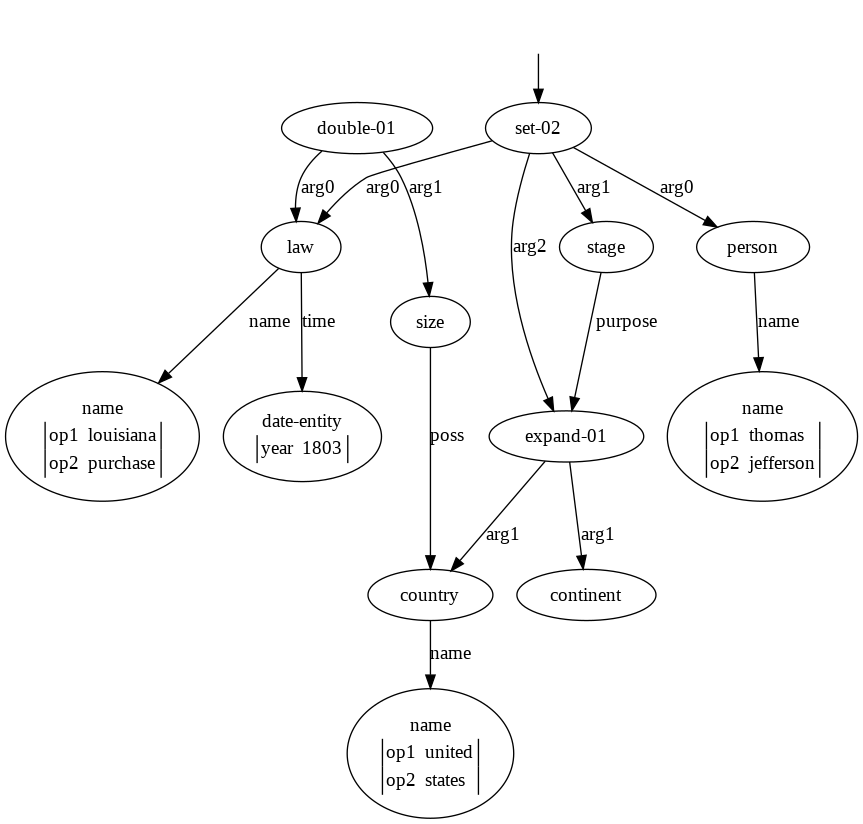 double-01
set-02
arg0
arg0
arg1
arg1
arg0
law
arg2
stage
person
size
name
time
purpose
name
name
op1 louisiana
op2 purchase
date-entity
year 1803
poss
expand-01
name
op1 thomas
op2 jefferson
arg1
arg1
country
continent
name
name
op1 united
op2 states